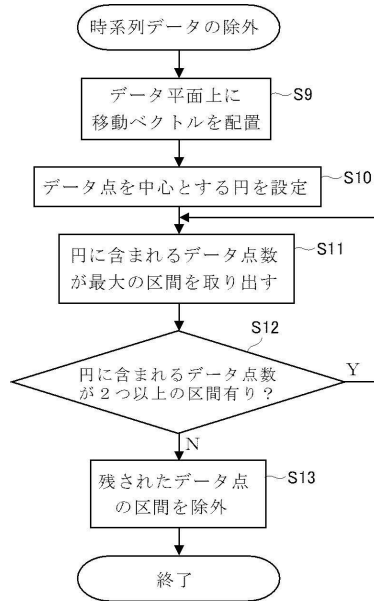 時系列データの除外
データ平面上に
移動ベクトルを配置
S9
データ点を中心とする円を設定
S10
円に含まれるデータ点数
が最大の区間を取り出す
S11
S12
円に含まれるデータ点数
が２つ以上の区間有り？
Y
N
残されたデータ点
の区間を除外
S13
終了